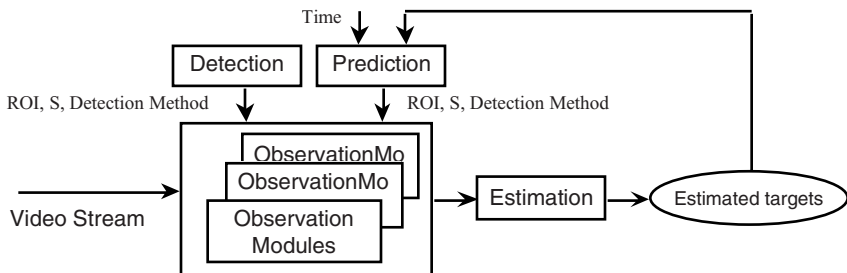 Time
Detection
Prediction
ROI, S, Detection Method
ROI, S, Detection Method
ObservationMo
ObservationMo
Observation
Modules
Estimation
Estimated targets
Video Stream